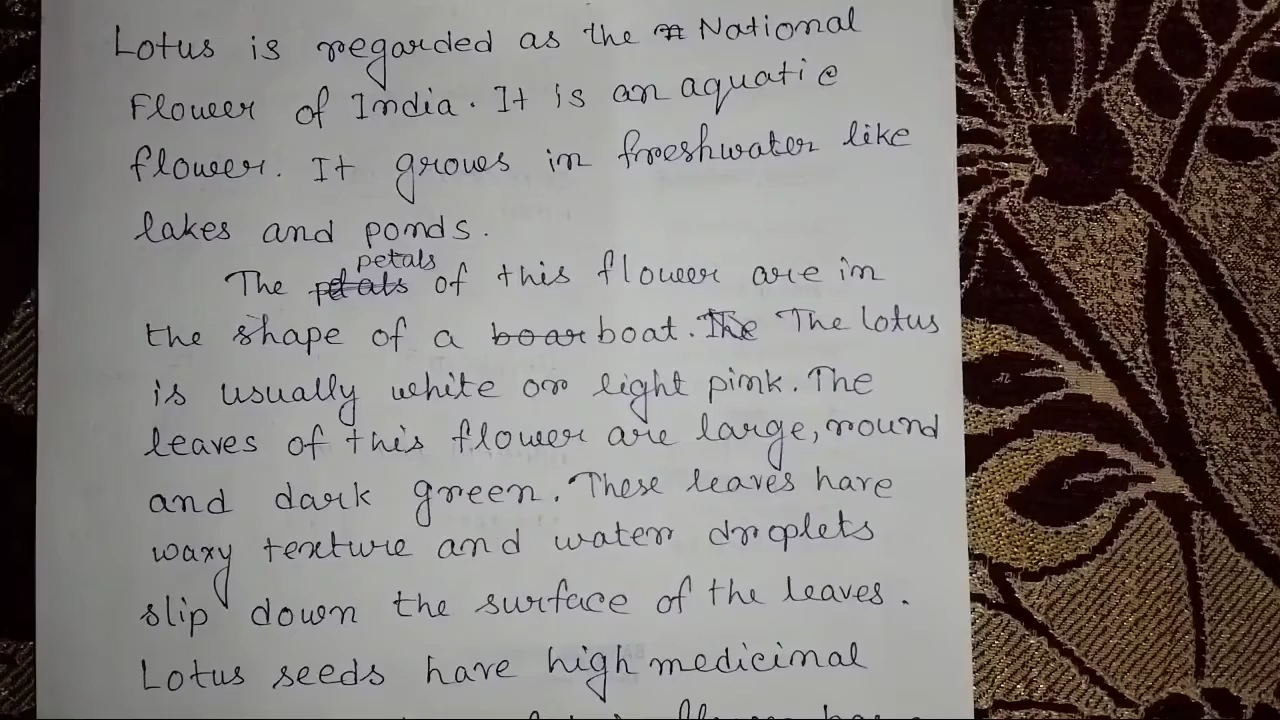 Lotus is regarded as the National
Flower of India. It is an aquatic
flower. It grows in freshwater like
lakes and ponds.
The petals of this flower are in
the shape of a boar boat. The The lotus
is usually white or light pink. The
leaves of this flower are large, round
and dark green. These leaves have
waxy texture and water droplets
slip down the surface of the leaves.
Lotus seeds have high medicinal